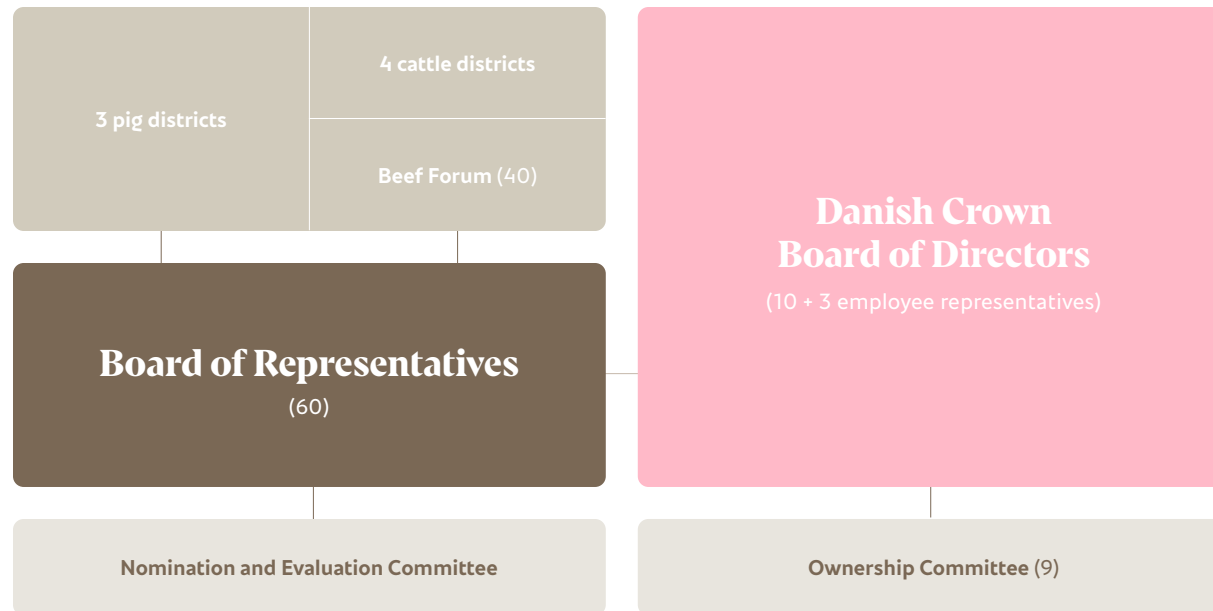 3 pig districts
4 cattle districts
Beef Forum (40)
Board of Representatives
(60)
Nomination and Evaluation Committee
Danish Crown
Board of Directors
(10 + 3 employee representatives)
Ownership Committee (9)